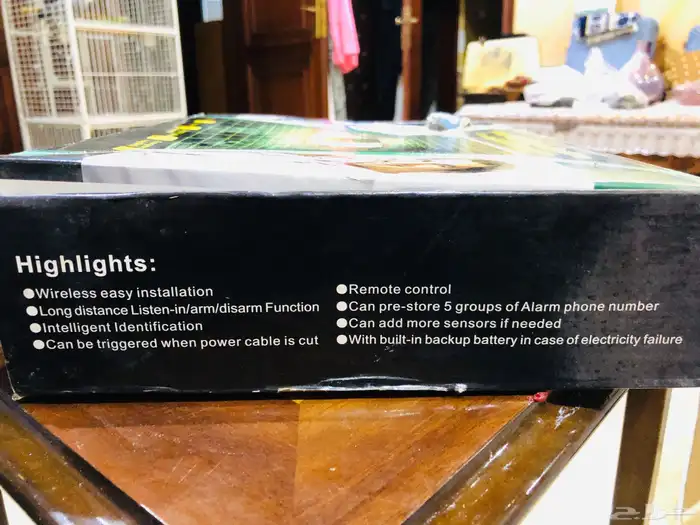 Highlights:
●Wireless easy installation
●Long distance Listen-in/arm/disarm Function
●Intelligent Identification
●Can be triggered when power cable is cut
●Remote control
●Can pre-store 5 groups of Alarm phone number
●Can add more sensors if needed
●With built-in backup battery in case of electricity failure